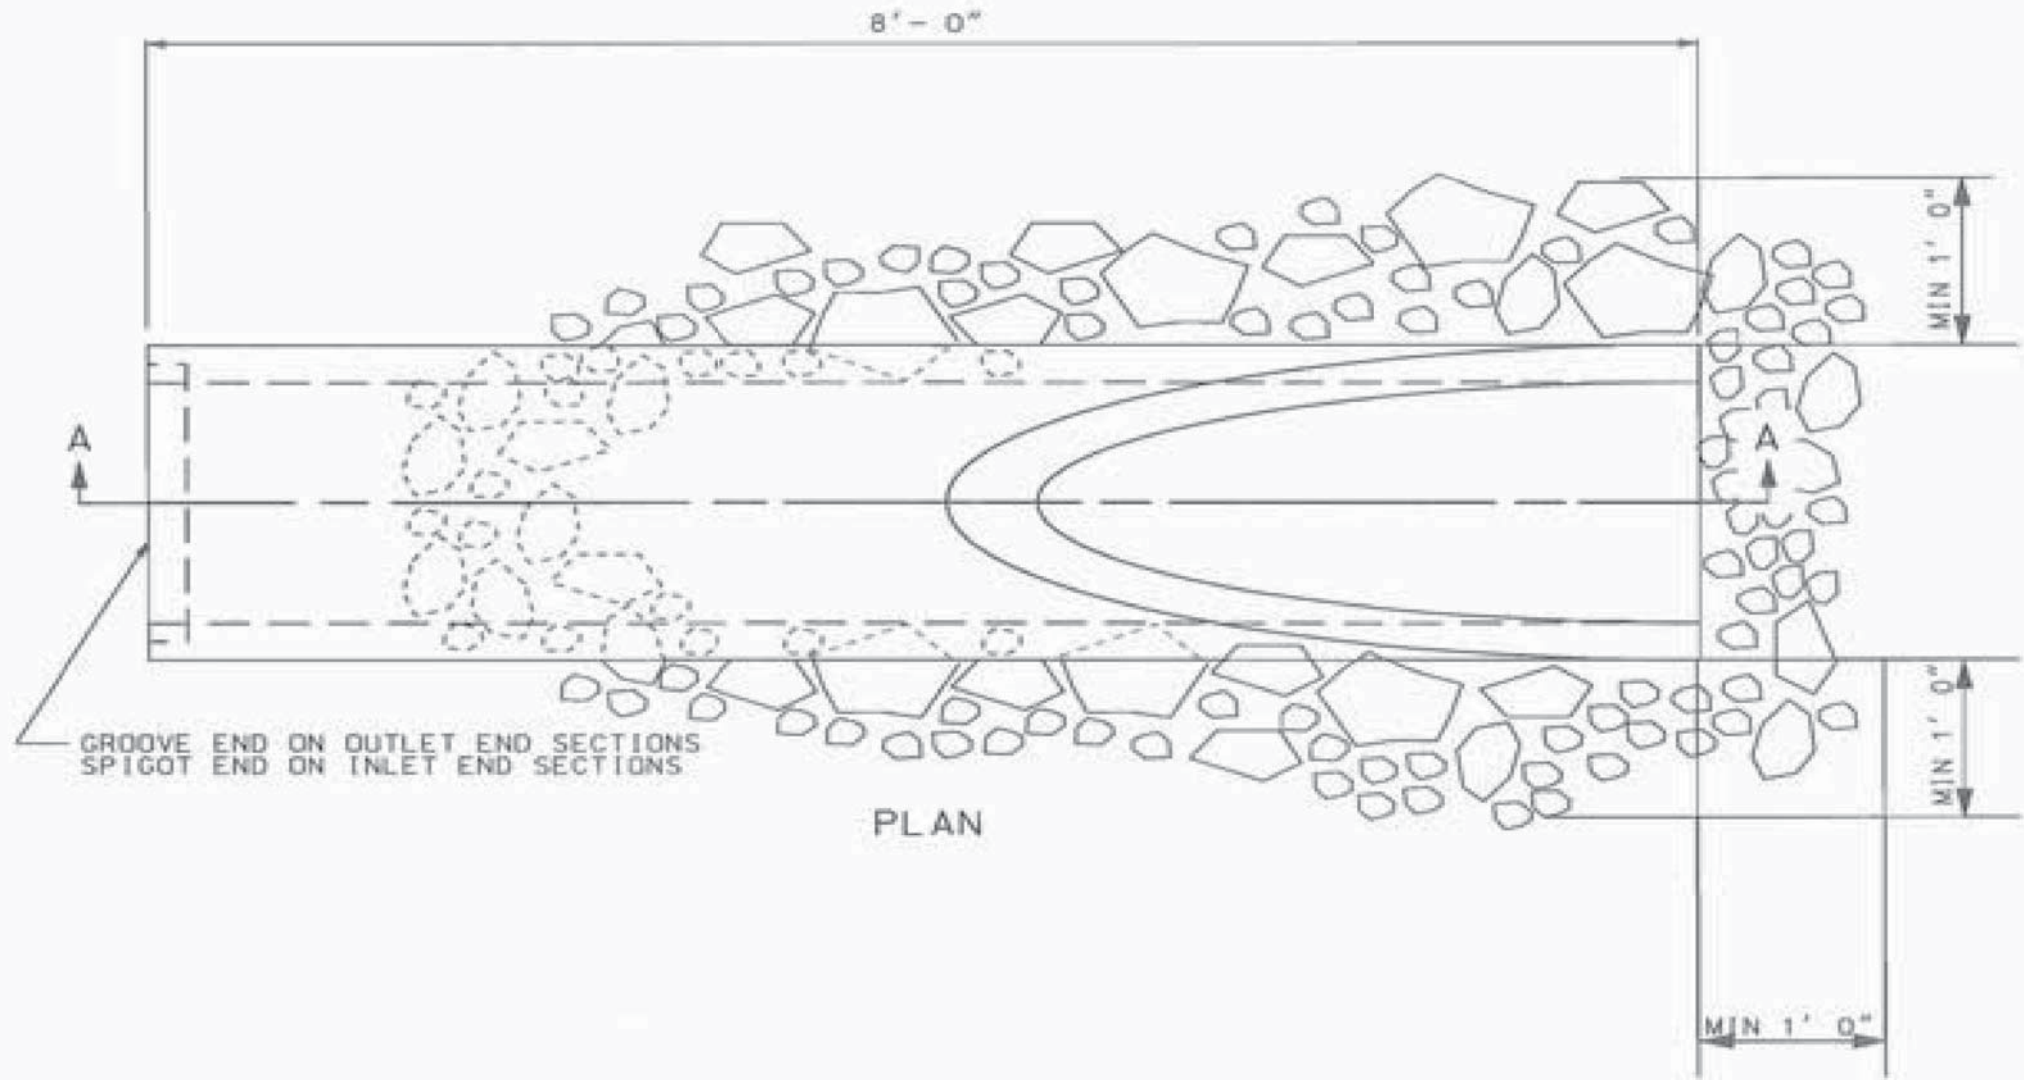 8'- 0"
MIN 1' 0"
A
A
MIN 1' 0"
GROOVE END ON OUTLET END SECTIONS
SPIGOT END ON INLET END SECTIONS
PLAN
MIN 1' 0"